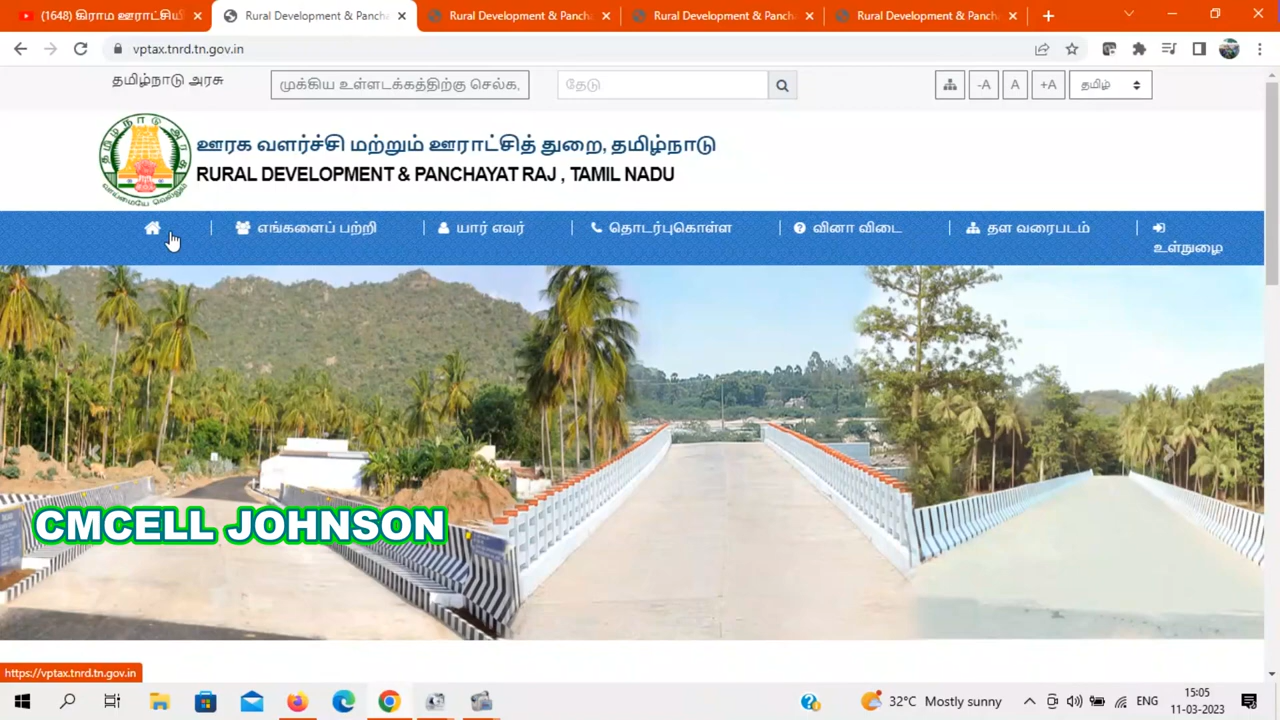 (1648) கிராம ஊராட்சியி
Rural Development & Panch
Rural Development & Panch
Rural Development & Panch
Rural Development & Panch
vptax.tnrd.tn.gov.in
தமிழ்நாடு அரசு
முக்கிய உள்ளடக்கத்திற்கு செல்க,
தேடு
-A
A
+A
தமிழ்
ஊரக வளர்ச்சி மற்றும் ஊராட்சித் துறை, தமிழ்நாடு
RURAL DEVELOPMENT & PANCHAYAT RAJ , TAMIL NADU
எங்களைப் பற்றி
யார் எவர்
தொடர்புகொள்ள
வினா விடை
தள வரைபடம்
உள்நுழை
CMCELL JOHNSON
https://vptax.tnrd.tn.gov.in
32°C Mostly sunny
ENG
15:05
11-03-2023